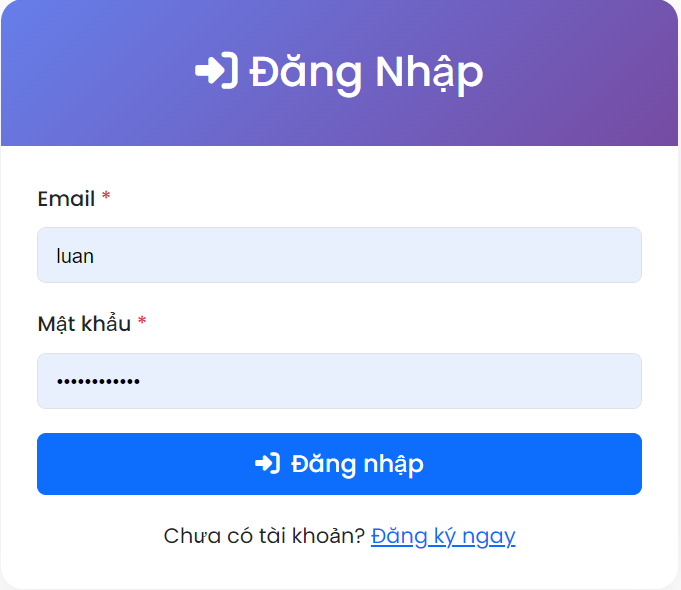 Đăng Nhập
Email *
luan
Mật khẩu *
••••••••••••
Đăng nhập
Chưa có tài khoản? Đăng ký ngay